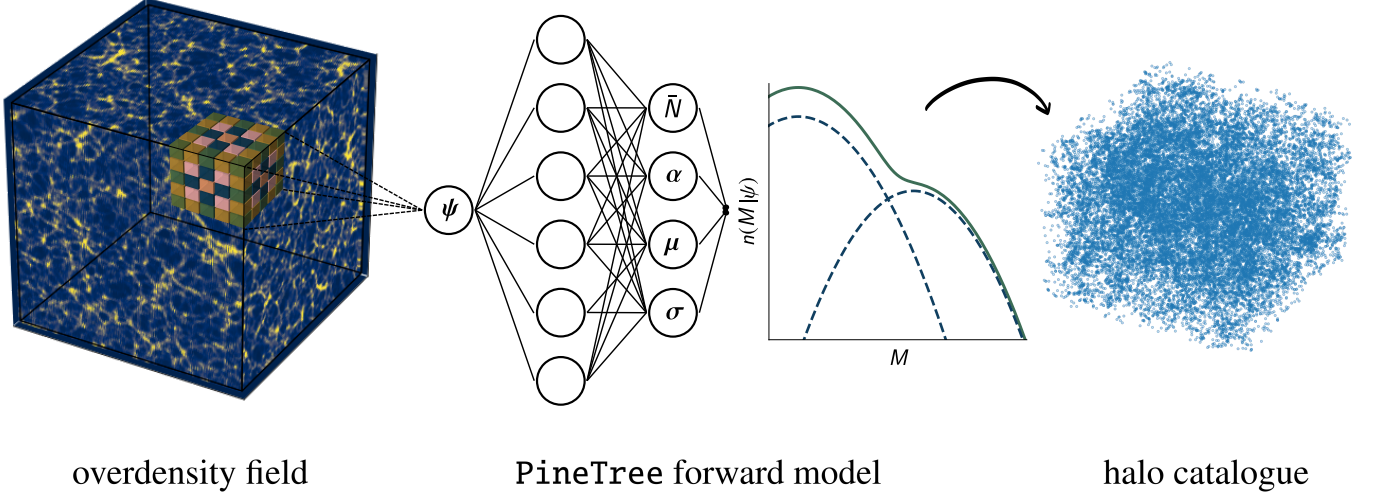 ψ
N̄
α
μ
σ
n(M|ψ)
M
overdensity field
PineTree forward model
halo catalogue